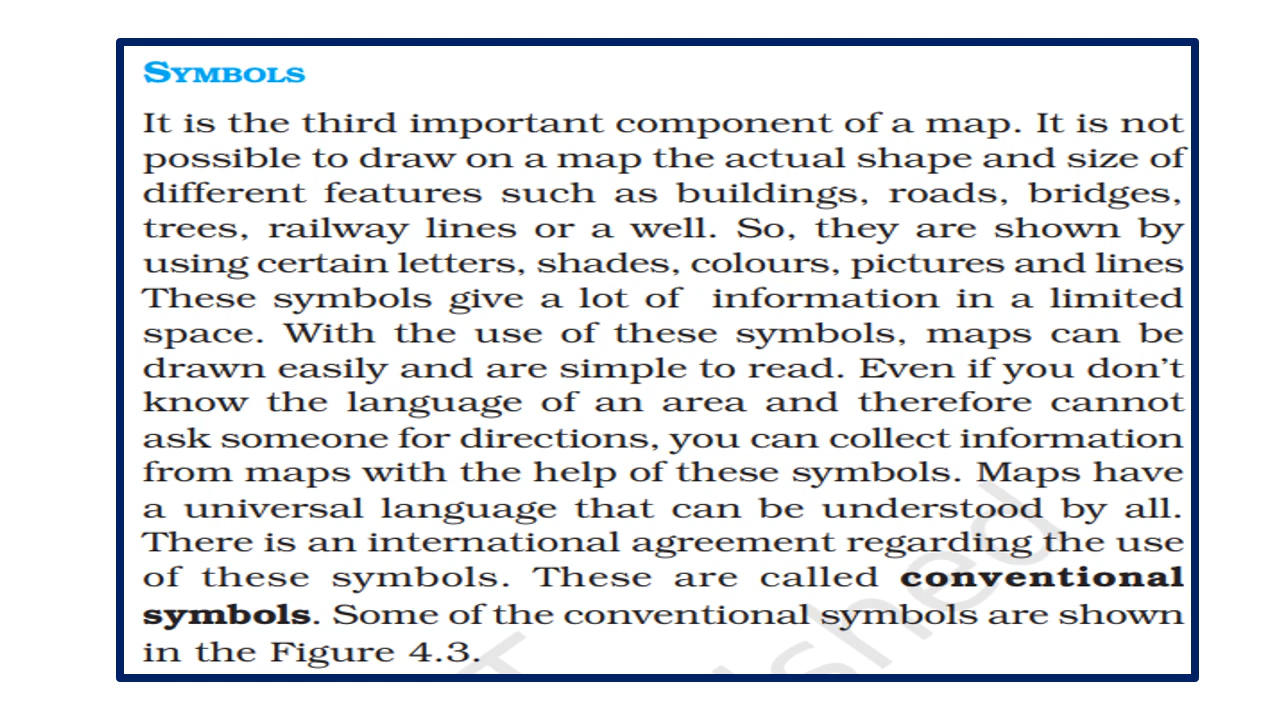 SYMBOLS
It is the third important component of a map. It is not
possible to draw on a map the actual shape and size of
different features such as buildings, roads, bridges,
trees, railway lines or a well. So, they are shown by
using certain letters, shades, colours, pictures and lines
These symbols give a lot of information in a limited
space. With the use of these symbols, maps can be
drawn easily and are simple to read. Even if you don’t
know the language of an area and therefore cannot
ask someone for directions, you can collect information
from maps with the help of these symbols. Maps have
a universal language that can be understood by all.
There is an international agreement regarding the use
of these symbols. These are called conventional
symbols. Some of the conventional symbols are shown
in the Figure 4.3.